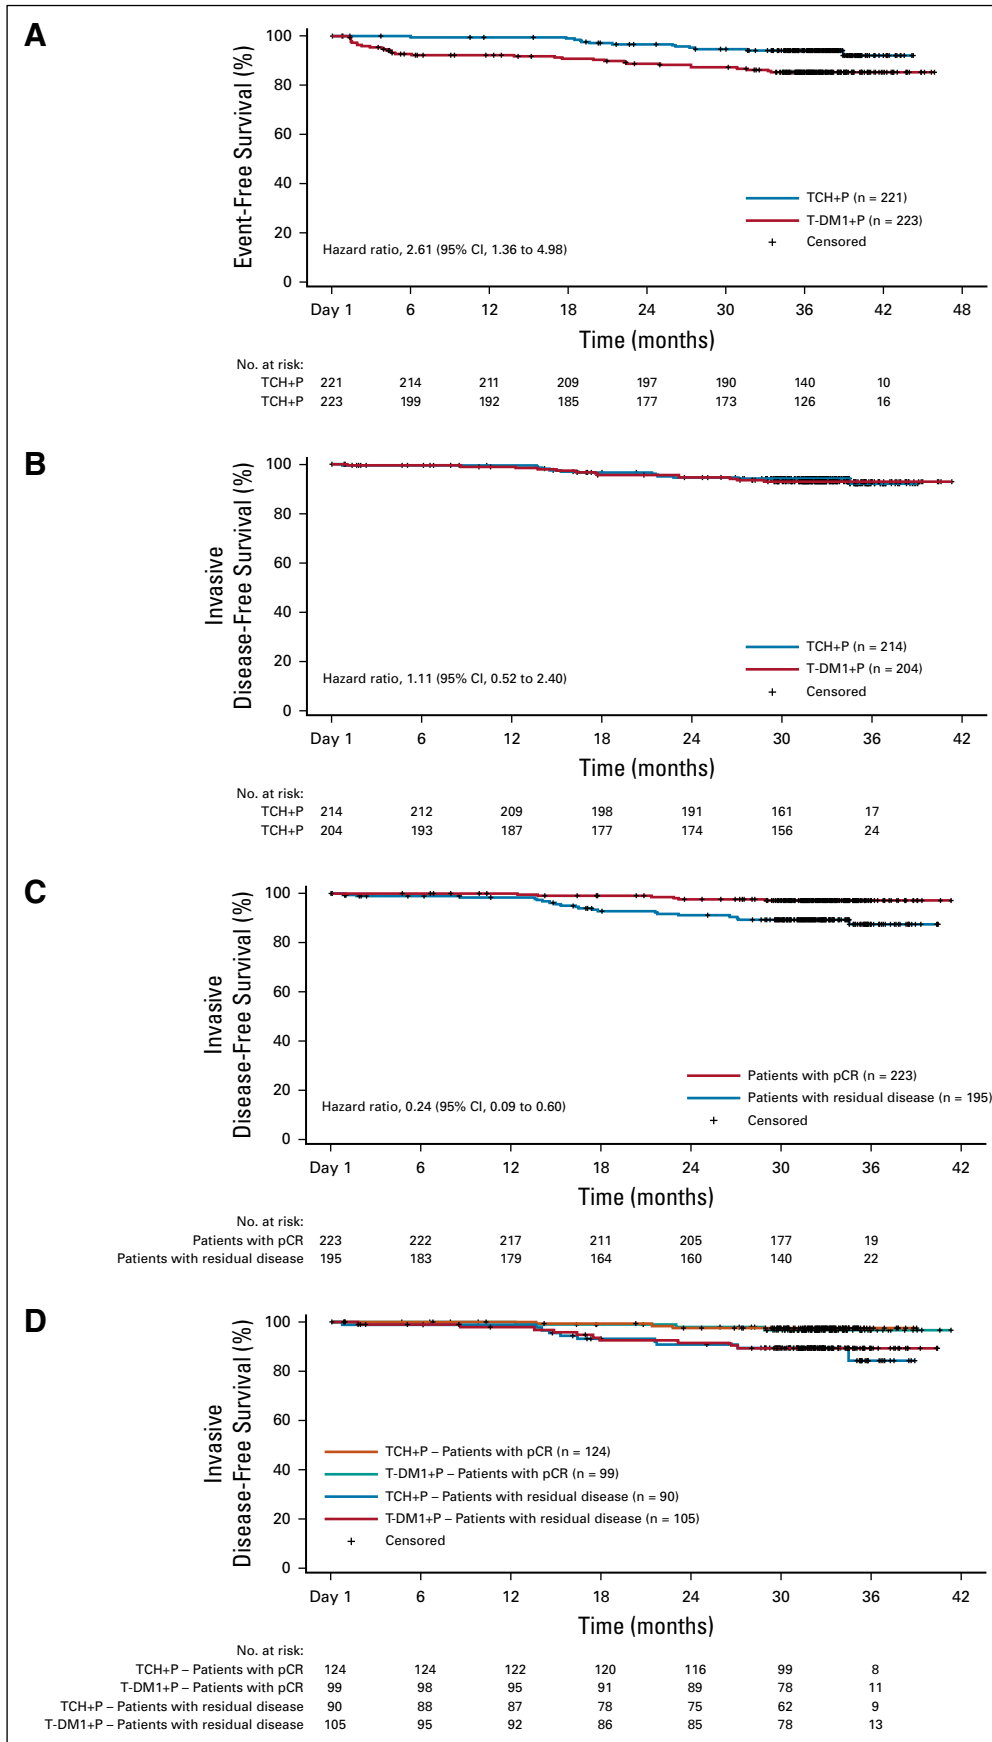 A
Event-Free Survival (%)
100
80
60
40
20
0
TCH+P (n = 221)
T-DM1+P (n = 223)
Censored
Hazard ratio, 2.61 (95% CI, 1.36 to 4.98)
Day 1 6 12 18 24 30 36 42 48
Time (months)
No. at risk:
TCH+P 221 214 211 209 197 190 140 10
TCH+P 223 199 192 185 177 173 126 16
B
Invasive
Disease-Free Survival (%)
100
80
60
40
20
0
TCH+P (n = 214)
T-DM1+P (n = 204)
Censored
Hazard ratio, 1.11 (95% CI, 0.52 to 2.40)
Day 1 6 12 18 24 30 36 42
Time (months)
No. at risk:
TCH+P 214 212 209 198 191 161 17
TCH+P 204 193 187 177 174 156 24
C
Invasive
Disease-Free Survival (%)
100
80
60
40
20
0
Patients with pCR (n = 223)
Patients with residual disease (n = 195)
Censored
Hazard ratio, 0.24 (95% CI, 0.09 to 0.60)
Day 1 6 12 18 24 30 36 42
Time (months)
No. at risk:
Patients with pCR 223 222 217 211 205 177 19
Patients with residual disease 195 183 179 164 160 140 22
D
Invasive
Disease-Free Survival (%)
100
80
60
40
20
0
TCH+P – Patients with pCR (n = 124)
T-DM1+P – Patients with pCR (n = 99)
TCH+P – Patients with residual disease (n = 90)
T-DM1+P – Patients with residual disease (n = 105)
Censored
Day 1 6 12 18 24 30 36 42
Time (months)
No. at risk:
TCH+P – Patients with pCR 124 124 122 120 116 99 8
T-DM1+P – Patients with pCR 99 98 95 91 89 78 11
TCH+P – Patients with residual disease 90 88 87 78 75 62 9
T-DM1+P – Patients with residual disease 105 95 92 86 85 78 13